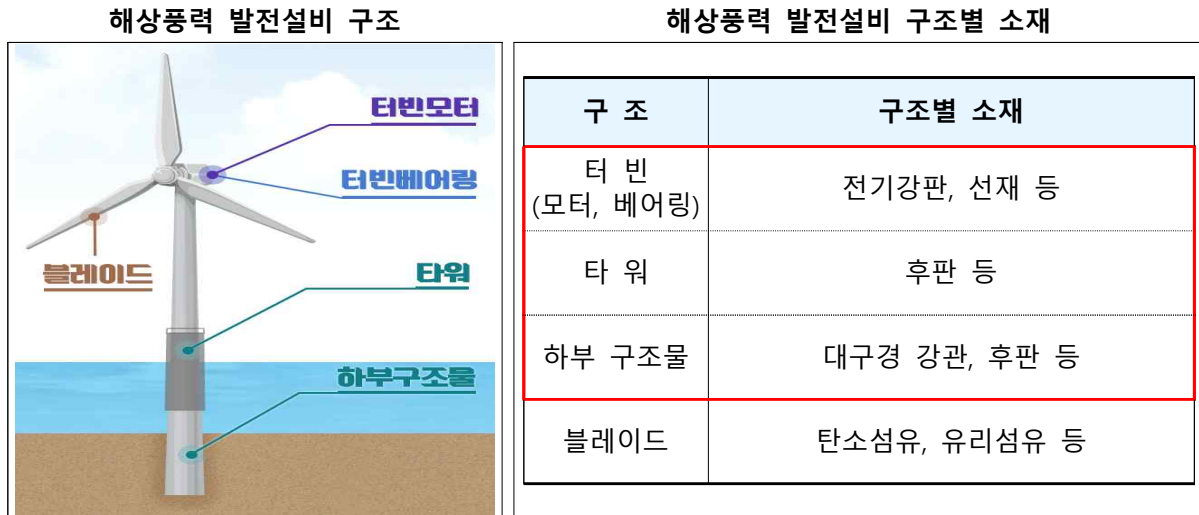 해상풍력 발전설비 구조
터빈모터
터빈베어링
블레이드
타워
하부구조물
해상풍력 발전설비 구조별 소재
구 조 구조별 소재
터 빈
(모터, 베어링) 전기강판, 선재 등
타 워 후판 등
하부 구조물 대구경 강관, 후판 등
블레이드 탄소섬유, 유리섬유 등